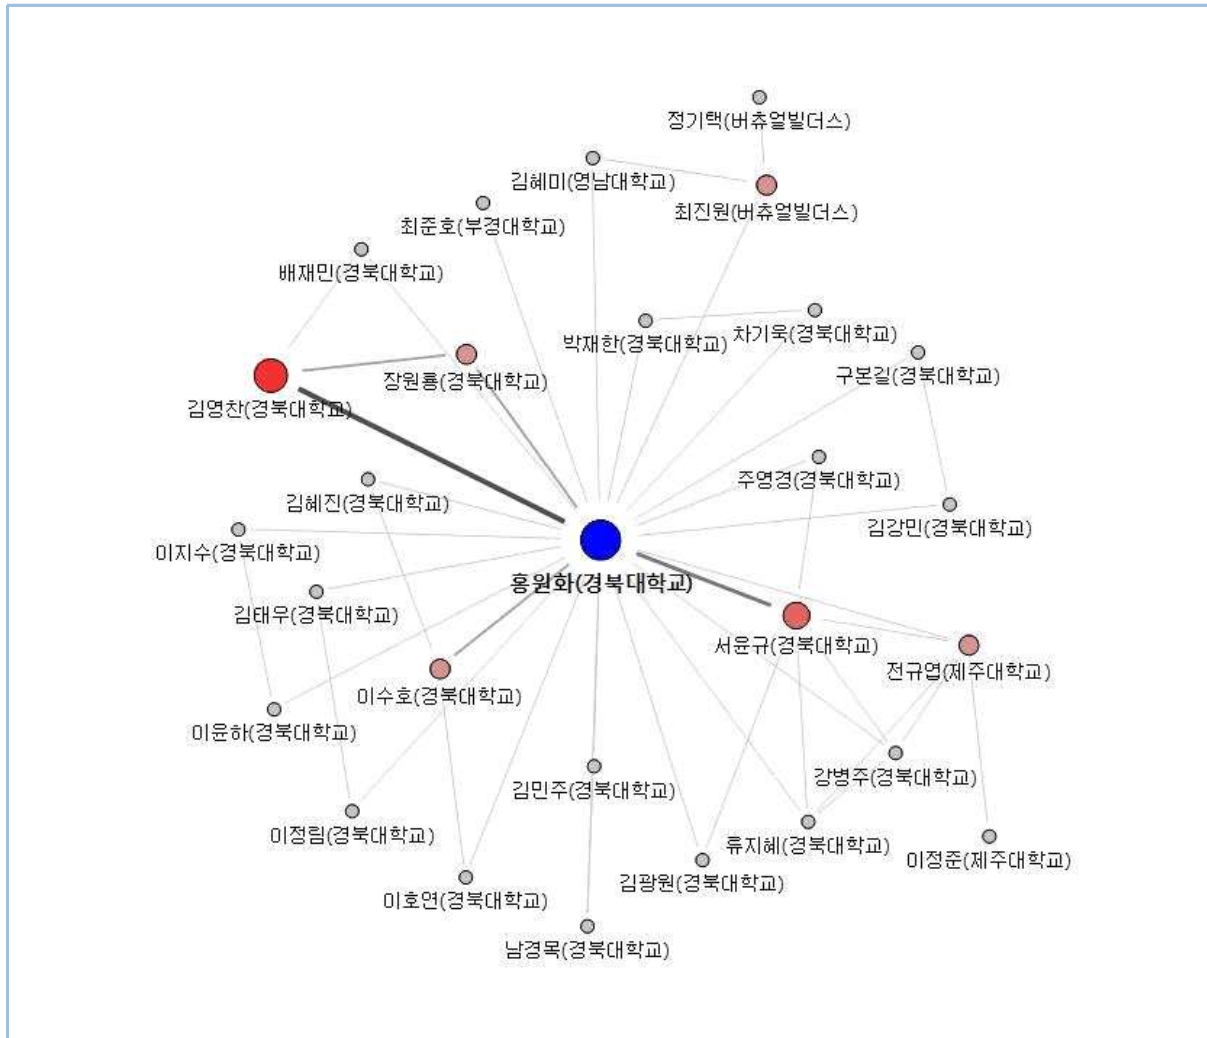 정기택(버츄얼빌더스)
김혜미(영남대학교)
최진원(버츄얼빌더스)
최준호(부경대학교)
배재민(경북대학교)
박재한(경북대학교)
차기욱(경북대학교)
구본길(경북대학교)
장원룡(경북대학교)
김영찬(경북대학교)
주영경(경북대학교)
김혜진(경북대학교)
김강민(경북대학교)
이지수(경북대학교)
홍원화(경북대학교)
김태우(경북대학교)
서윤규(경북대학교)
전규엽(제주대학교)
이수호(경북대학교)
이윤하(경북대학교)
강병주(경북대학교)
김민주(경북대학교)
이정림(경북대학교)
류지혜(경북대학교)
이정준(제주대학교)
김광원(경북대학교)
이호연(경북대학교)
남경목(경북대학교)